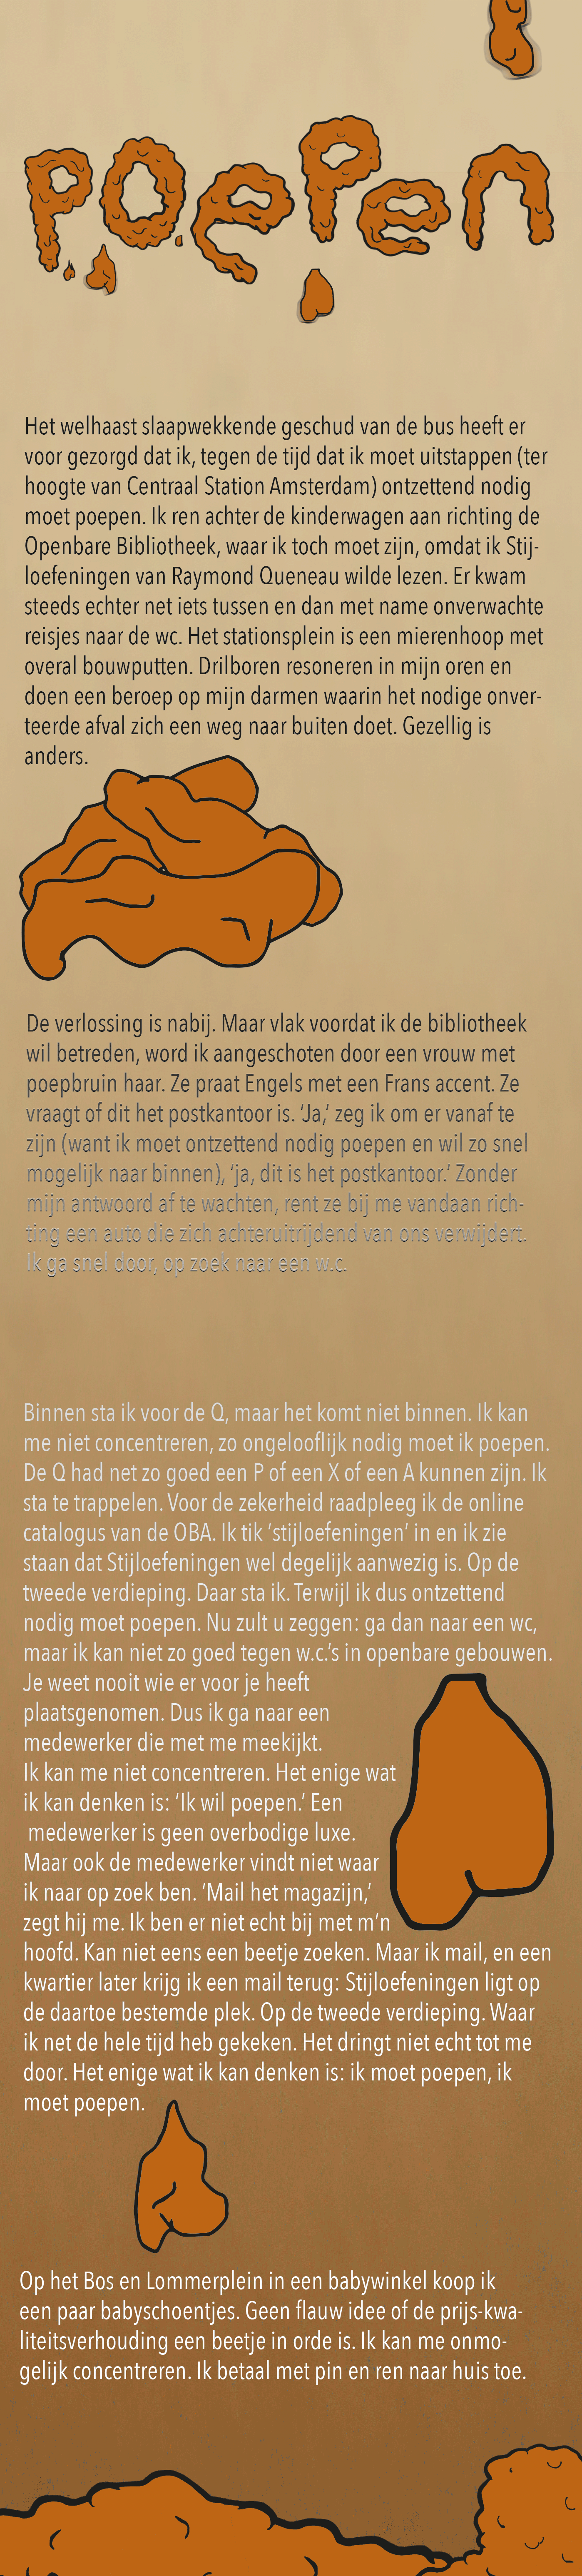 poepen
Het welhaast slaapwekkende geschud van de bus heeft er
voor gezorgd dat ik, tegen de tijd dat ik moet uitstappen (ter
hoogte van Centraal Station Amsterdam) ontzettend nodig
moet poepen. Ik ren achter de kinderwagen aan richting de
Openbare Bibliotheek, waar ik toch moet zijn, omdat ik Stij-
loefeningen van Raymond Queneau wilde lezen. Er kwam
steeds echter net iets tussen en dan met name onverwachte
reisjes naar de wc. Het stationsplein is een mierenhoop met
overal bouwputten. Drilboren resoneren in mijn oren en
doen een beroep op mijn darmen waarin het nodige onver-
teerde afval zich een weg naar buiten doet. Gezellig is
anders.
De verlossing is nabij. Maar vlak voordat ik de bibliotheek
wil betreden, word ik aangeschoten door een vrouw met
poepbruin haar. Ze praat Engels met een Frans accent. Ze
vraagt of dit het postkantoor is. ‘Ja,’ zeg ik om er vanaf te
zijn (want ik moet ontzettend nodig poepen en wil zo snel
mogelijk naar binnen), ‘ja, dit is het postkantoor.’ Zonder
mijn antwoord af te wachten, rent ze bij me vandaan rich-
ting een auto die zich achteruitrijdend van ons verwijdert.
Ik ga snel door, op zoek naar een w.c.
Binnen sta ik voor de Q, maar het komt niet binnen. Ik kan
me niet concentreren, zo ongelooflijk nodig moet ik poepen.
De Q had net zo goed een P of een X of een A kunnen zijn. Ik
sta te trappelen. Voor de zekerheid raadpleeg ik de online
catalogus van de OBA. Ik tik ‘stijloefeningen’ in en ik zie
staan dat Stijloefeningen wel degelijk aanwezig is. Op de
tweede verdieping. Daar sta ik. Terwijl ik dus ontzettend
nodig moet poepen. Nu zult u zeggen: ga dan naar een wc,
maar ik kan niet zo goed tegen w.c.’s in openbare gebouwen.
Je weet nooit wie er voor je heeft
plaatsgenomen. Dus ik ga naar een
medewerker die met me meekijkt.
Ik kan me niet concentreren. Het enige wat
ik kan denken is: ‘Ik wil poepen.’ Een
medewerker is geen overbodige luxe.
Maar ook de medewerker vindt niet waar
ik naar op zoek ben. ‘Mail het magazijn,’
zegt hij me. Ik ben er niet echt bij met m’n
hoofd. Kan niet eens een beetje zoeken. Maar ik mail, en een
kwartier later krijg ik een mail terug: Stijloefeningen ligt op
de daartoe bestemde plek. Op de tweede verdieping. Waar
ik net de hele tijd heb gekeken. Het dringt niet echt tot me
door. Het enige wat ik kan denken is: ik moet poepen, ik
moet poepen.
Op het Bos en Lommerplein in een babywinkel koop ik
een paar babyschoentjes. Geen flauw idee of de prijs-kwa-
liteitsverhouding een beetje in orde is. Ik kan me onmo-
gelijk concentreren. Ik betaal met pin en ren naar huis toe.